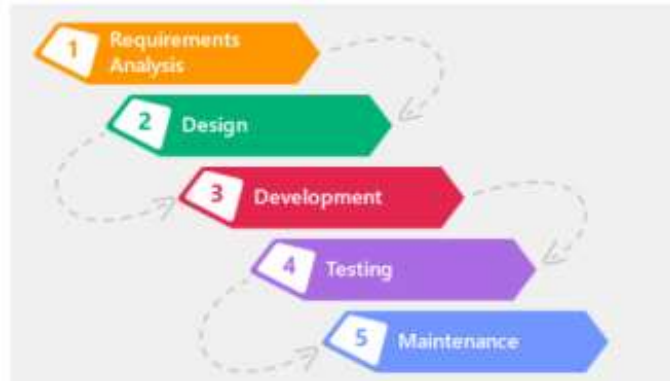 1 Requirements
Analysis
2 Design
3 Development
4 Testing
5 Maintenance